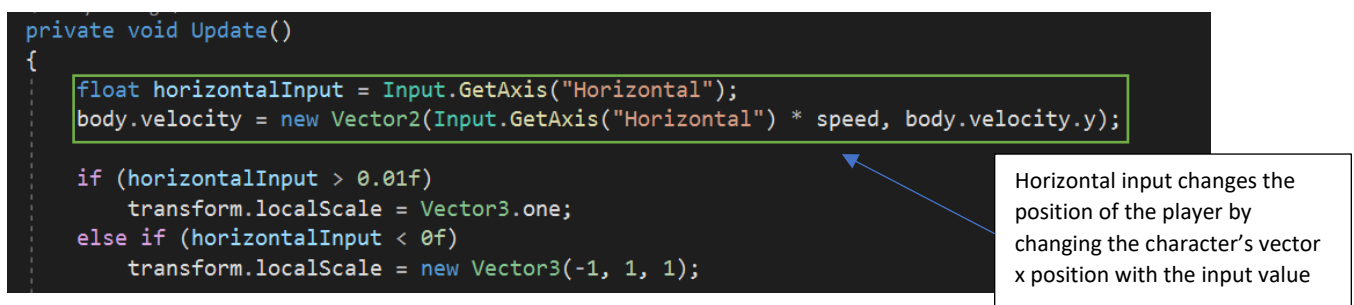 private void Update()
{
float horizontalInput = Input.GetAxis("Horizontal");
body.velocity = new Vector2(Input.GetAxis("Horizontal") * speed, body.velocity.y);
if (horizontalInput > 0.01f)
transform.localScale = Vector3.one;
else if (horizontalInput < 0f)
transform.localScale = new Vector3(-1, 1, 1);
Horizontal input changes the
position of the player by
changing the character’s vector
x position with the input value